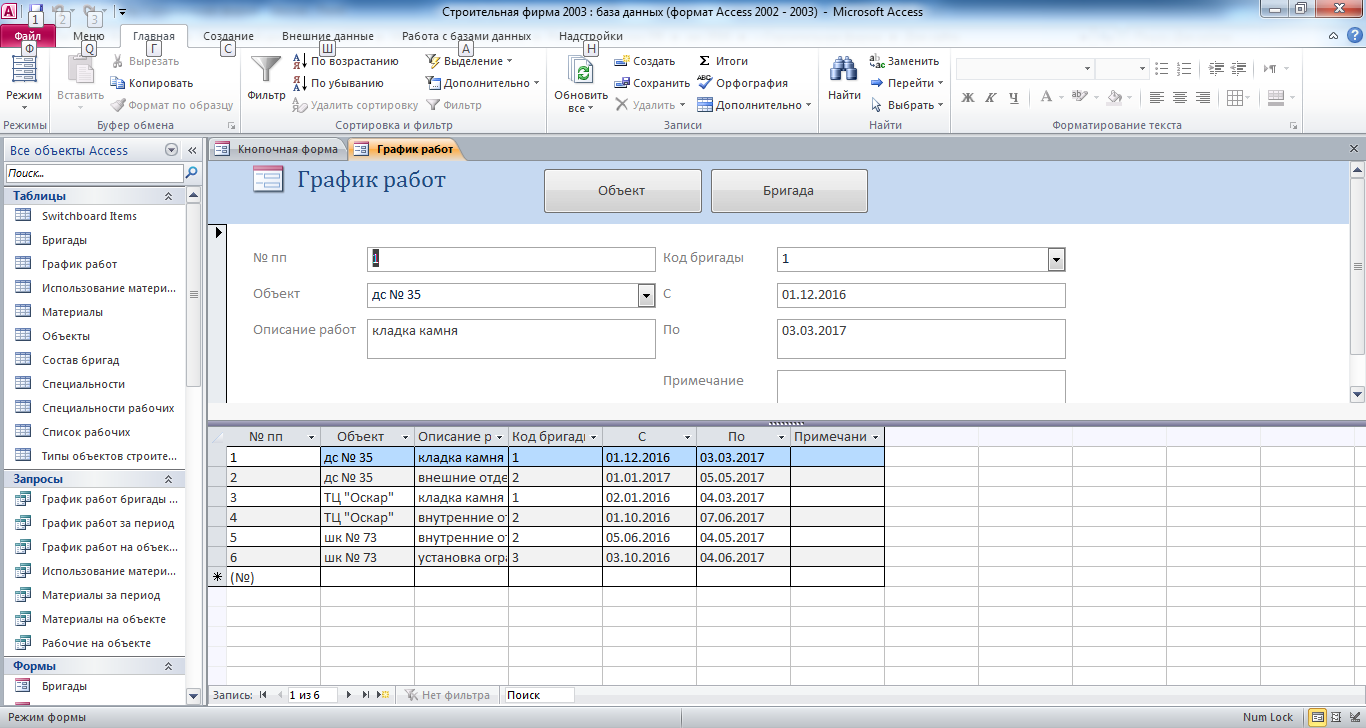 Строительная фирма 2003 : база данных (формат Access 2002 - 2003) - Microsoft Access
1 2 3
Файл Меню Главная Создание Внешние данные Работа с базами данных Надстройки
Ф Q Г С Ш А Н
Режим
Режимы
Вставить
Вырезать
Копировать
Формат по образцу
Буфер обмена
Фильтр
По возрастанию
По убыванию
Удалить сортировку
Выделение
Дополнительно
Фильтр
Сортировка и фильтр
Обновить все
Создать
Сохранить
Удалить
Итоги
Орфография
Дополнительно
Записи
Найти
Заменить
Перейти
Выбрать
Найти
Ж К Ч
Форматирование текста
Все объекты Access
Поиск...
Таблицы
Switchboard Items
Бригады
График работ
Использование матери...
Материалы
Объекты
Состав бригад
Специальности
Специальности рабочих
Список рабочих
Типы объектов строите...
Запросы
График работ бригады ...
График работ за период
График работ на объек...
Использование матери...
Материалы за период
Материалы на объекте
Рабочие на объекте
Формы
Бригады
Кнопочная форма График работ
График работ Объект Бригада
№ пп 1 Код бригады 1
Объект дс № 35 С 01.12.2016
Описание работ кладка камня По 03.03.2017
Примечание
№ пп Объект Описание р Код бригады С По Примечани
1 дс № 35 кладка камня 1 01.12.2016 03.03.2017
2 дс № 35 внешние отде 2 01.01.2017 05.05.2017
3 ТЦ "Оскар" кладка камня 1 02.01.2016 04.03.2017
4 ТЦ "Оскар" внутренние от 2 01.10.2016 07.06.2017
5 шк № 73 внутренние от 2 05.06.2016 04.05.2017
6 шк № 73 установка огра 3 03.10.2016 04.06.2017
(№)
Запись: 1 из 6 Нет фильтра Поиск
Режим формы Num Lock